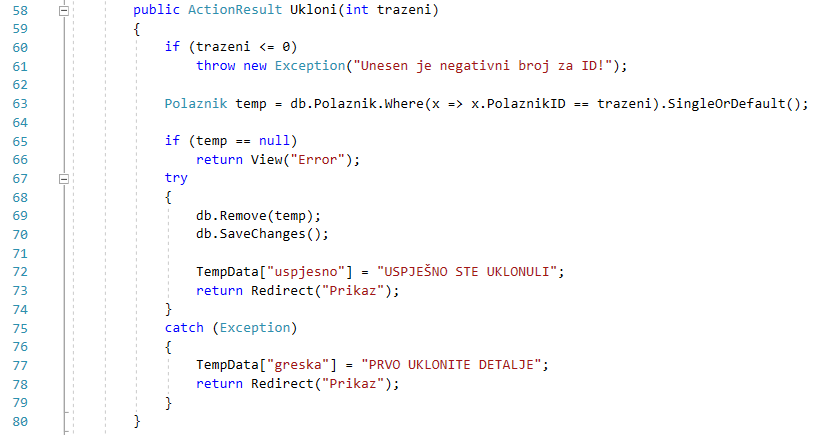 58 public ActionResult Ukloni(int trazeni)
59 {
60 if (trazeni <= 0)
61 throw new Exception("Unesen je negativni broj za ID!");
62
63 Polaznik temp = db.Polaznik.Where(x => x.PolaznikID == trazeni).SingleOrDefault();
64
65 if (temp == null)
66 return View("Error");
67 try
68 {
69 db.Remove(temp);
70 db.SaveChanges();
71
72 TempData["uspjesno"] = "USPJEŠNO STE UKLONULI";
73 return Redirect("Prikaz");
74 }
75 catch (Exception)
76 {
77 TempData["greska"] = "PRVO UKLONITE DETALJE";
78 return Redirect("Prikaz");
79 }
80 }